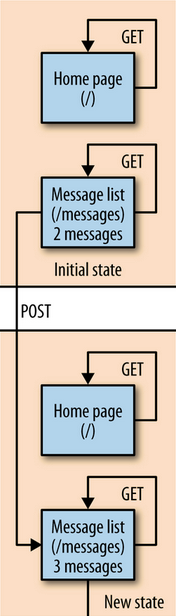 GET
Home page
(/)
GET
Message list
(/messages)
2 messages
Initial state
POST
GET
Home page
(/)
GET
Message list
(/messages)
3 messages
New state